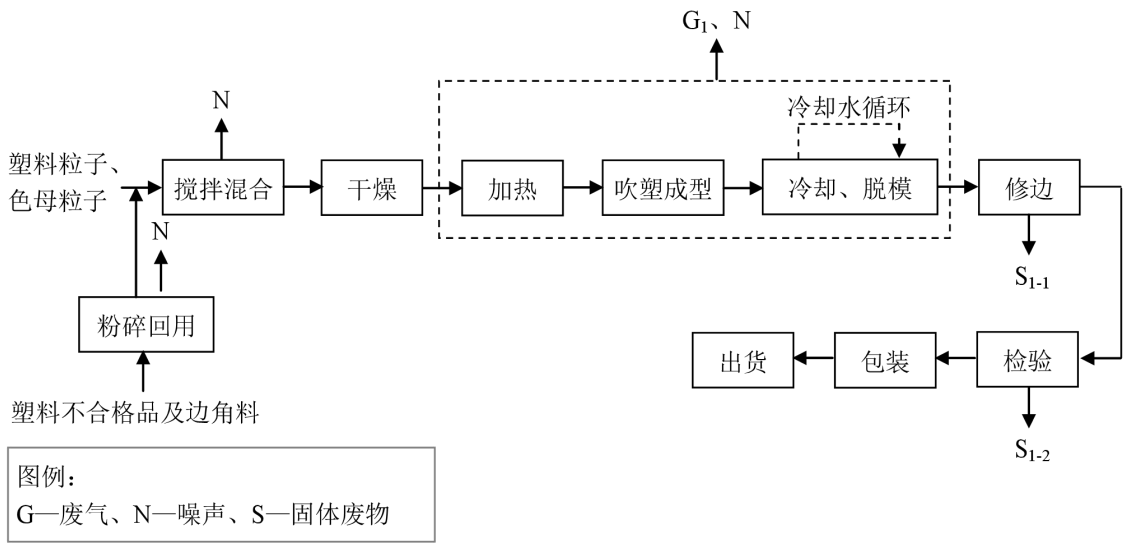 G₁、N
冷却水循环
N
塑料粒子、
色母粒子
搅拌混合
干燥
加热
吹塑成型
冷却、脱模
修边
N
S₁₋₁
粉碎回用
出货
包装
检验
塑料不合格品及边角料
S₁₋₂
图例：
G—废气、N—噪声、S—固体废物